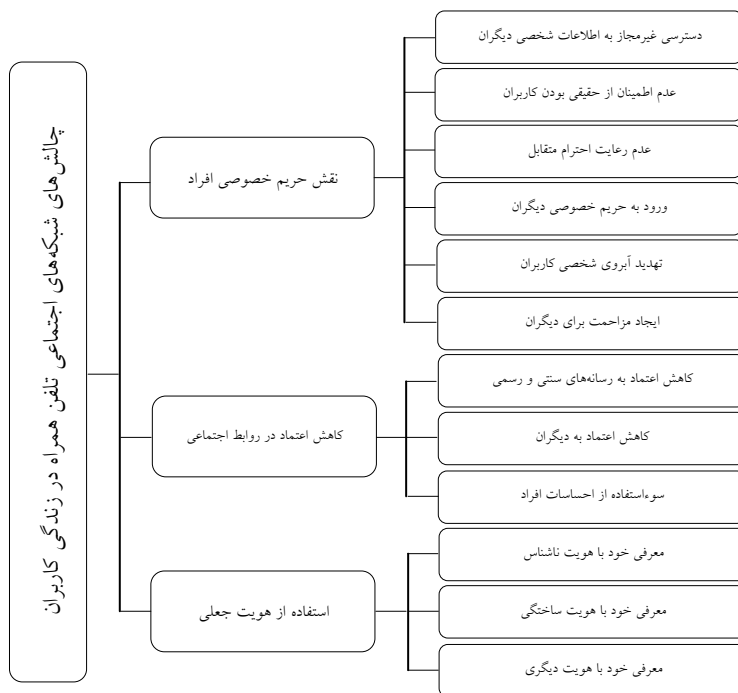 چالش‌های شبکه‌های اجتماعی تلفن همراه در زندگی کاربران
نقش حریم خصوصی افراد
دسترسی غیرمجاز به اطلاعات شخصی دیگران
عدم اطمینان از حقیقی بودن کاربران
عدم رعایت احترام متقابل
ورود به حریم خصوصی دیگران
تهدید آبروی شخصی کاربران
ایجاد مزاحمت برای دیگران
کاهش اعتماد در روابط اجتماعی
کاهش اعتماد به رسانه‌های سنتی و رسمی
کاهش اعتماد به دیگران
سوءاستفاده از احساسات افراد
استفاده از هویت جعلی
معرفی خود با هویت ناشناس
معرفی خود با هویت ساختگی
معرفی خود با هویت دیگری